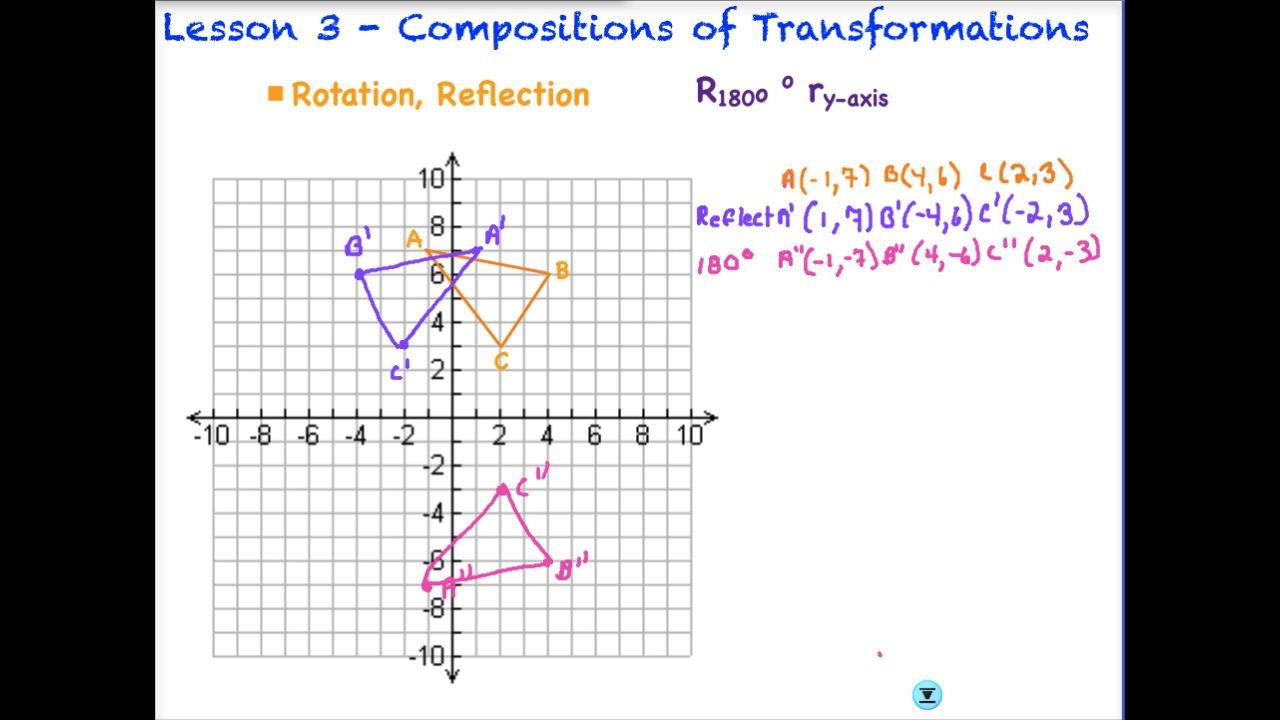 Lesson 3 - Compositions of Transformations
Rotation, Reflection
R180° ° ry-axis
A(-1,7) B(4,6) C(2,3)
Reflect A'(1,7) B'(-4,6) C'(-2,3)
180° A"(-1,-7) B"(4,-6) C"(2,-3)
10
8
B' A A'
6 B
4
C' 2 C
-10 -8 -6 -4 -2 2 4 6 8 10
-2
C"
-4
-6 B"
A"
-8
-10